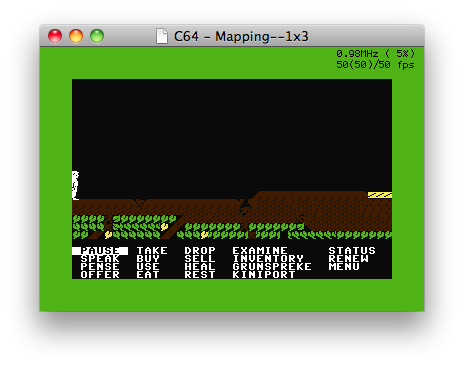 C64 - Mapping--1x3
0.98MHz ( 5%)
50(50)/50 fps
PAUSE TAKE DROP EXAMINE STATUS
SPEAK BUY SELL INVENTORY RENEW
PENSE USE HEAL GRUNSPREKE MENU
OFFER EAT REST KINIPORT